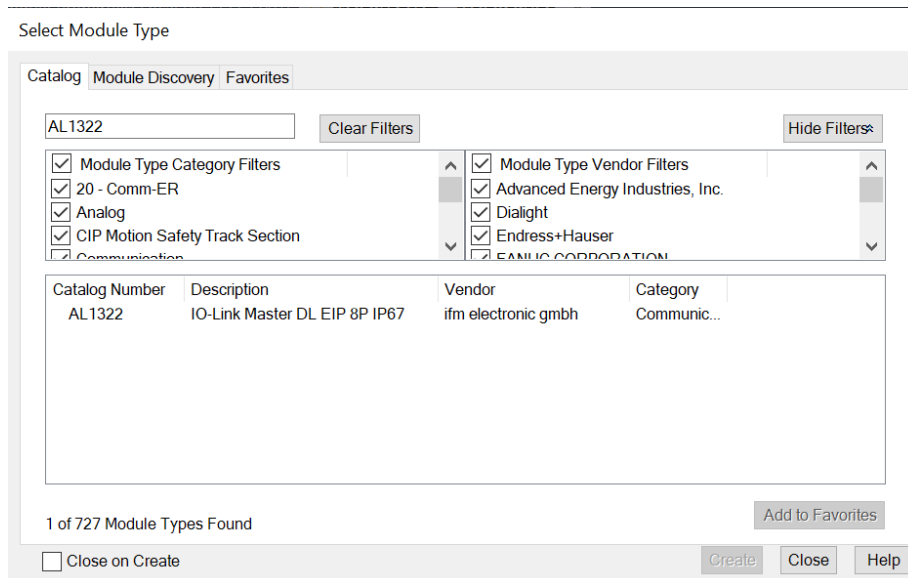 Select Module Type
Catalog Module Discovery Favorites
AL1322 Clear Filters Hide Filters
Module Type Category Filters Module Type Vendor Filters
20 - Comm-ER Advanced Energy Industries, Inc.
Analog Dialight
CIP Motion Safety Track Section Endress+Hauser
Communication FANUC CORPORATION
Catalog Number Description Vendor Category
AL1322 IO-Link Master DL EIP 8P IP67 ifm electronic gmbh Communic...
1 of 727 Module Types Found Add to Favorites
Close on Create Create Close Help